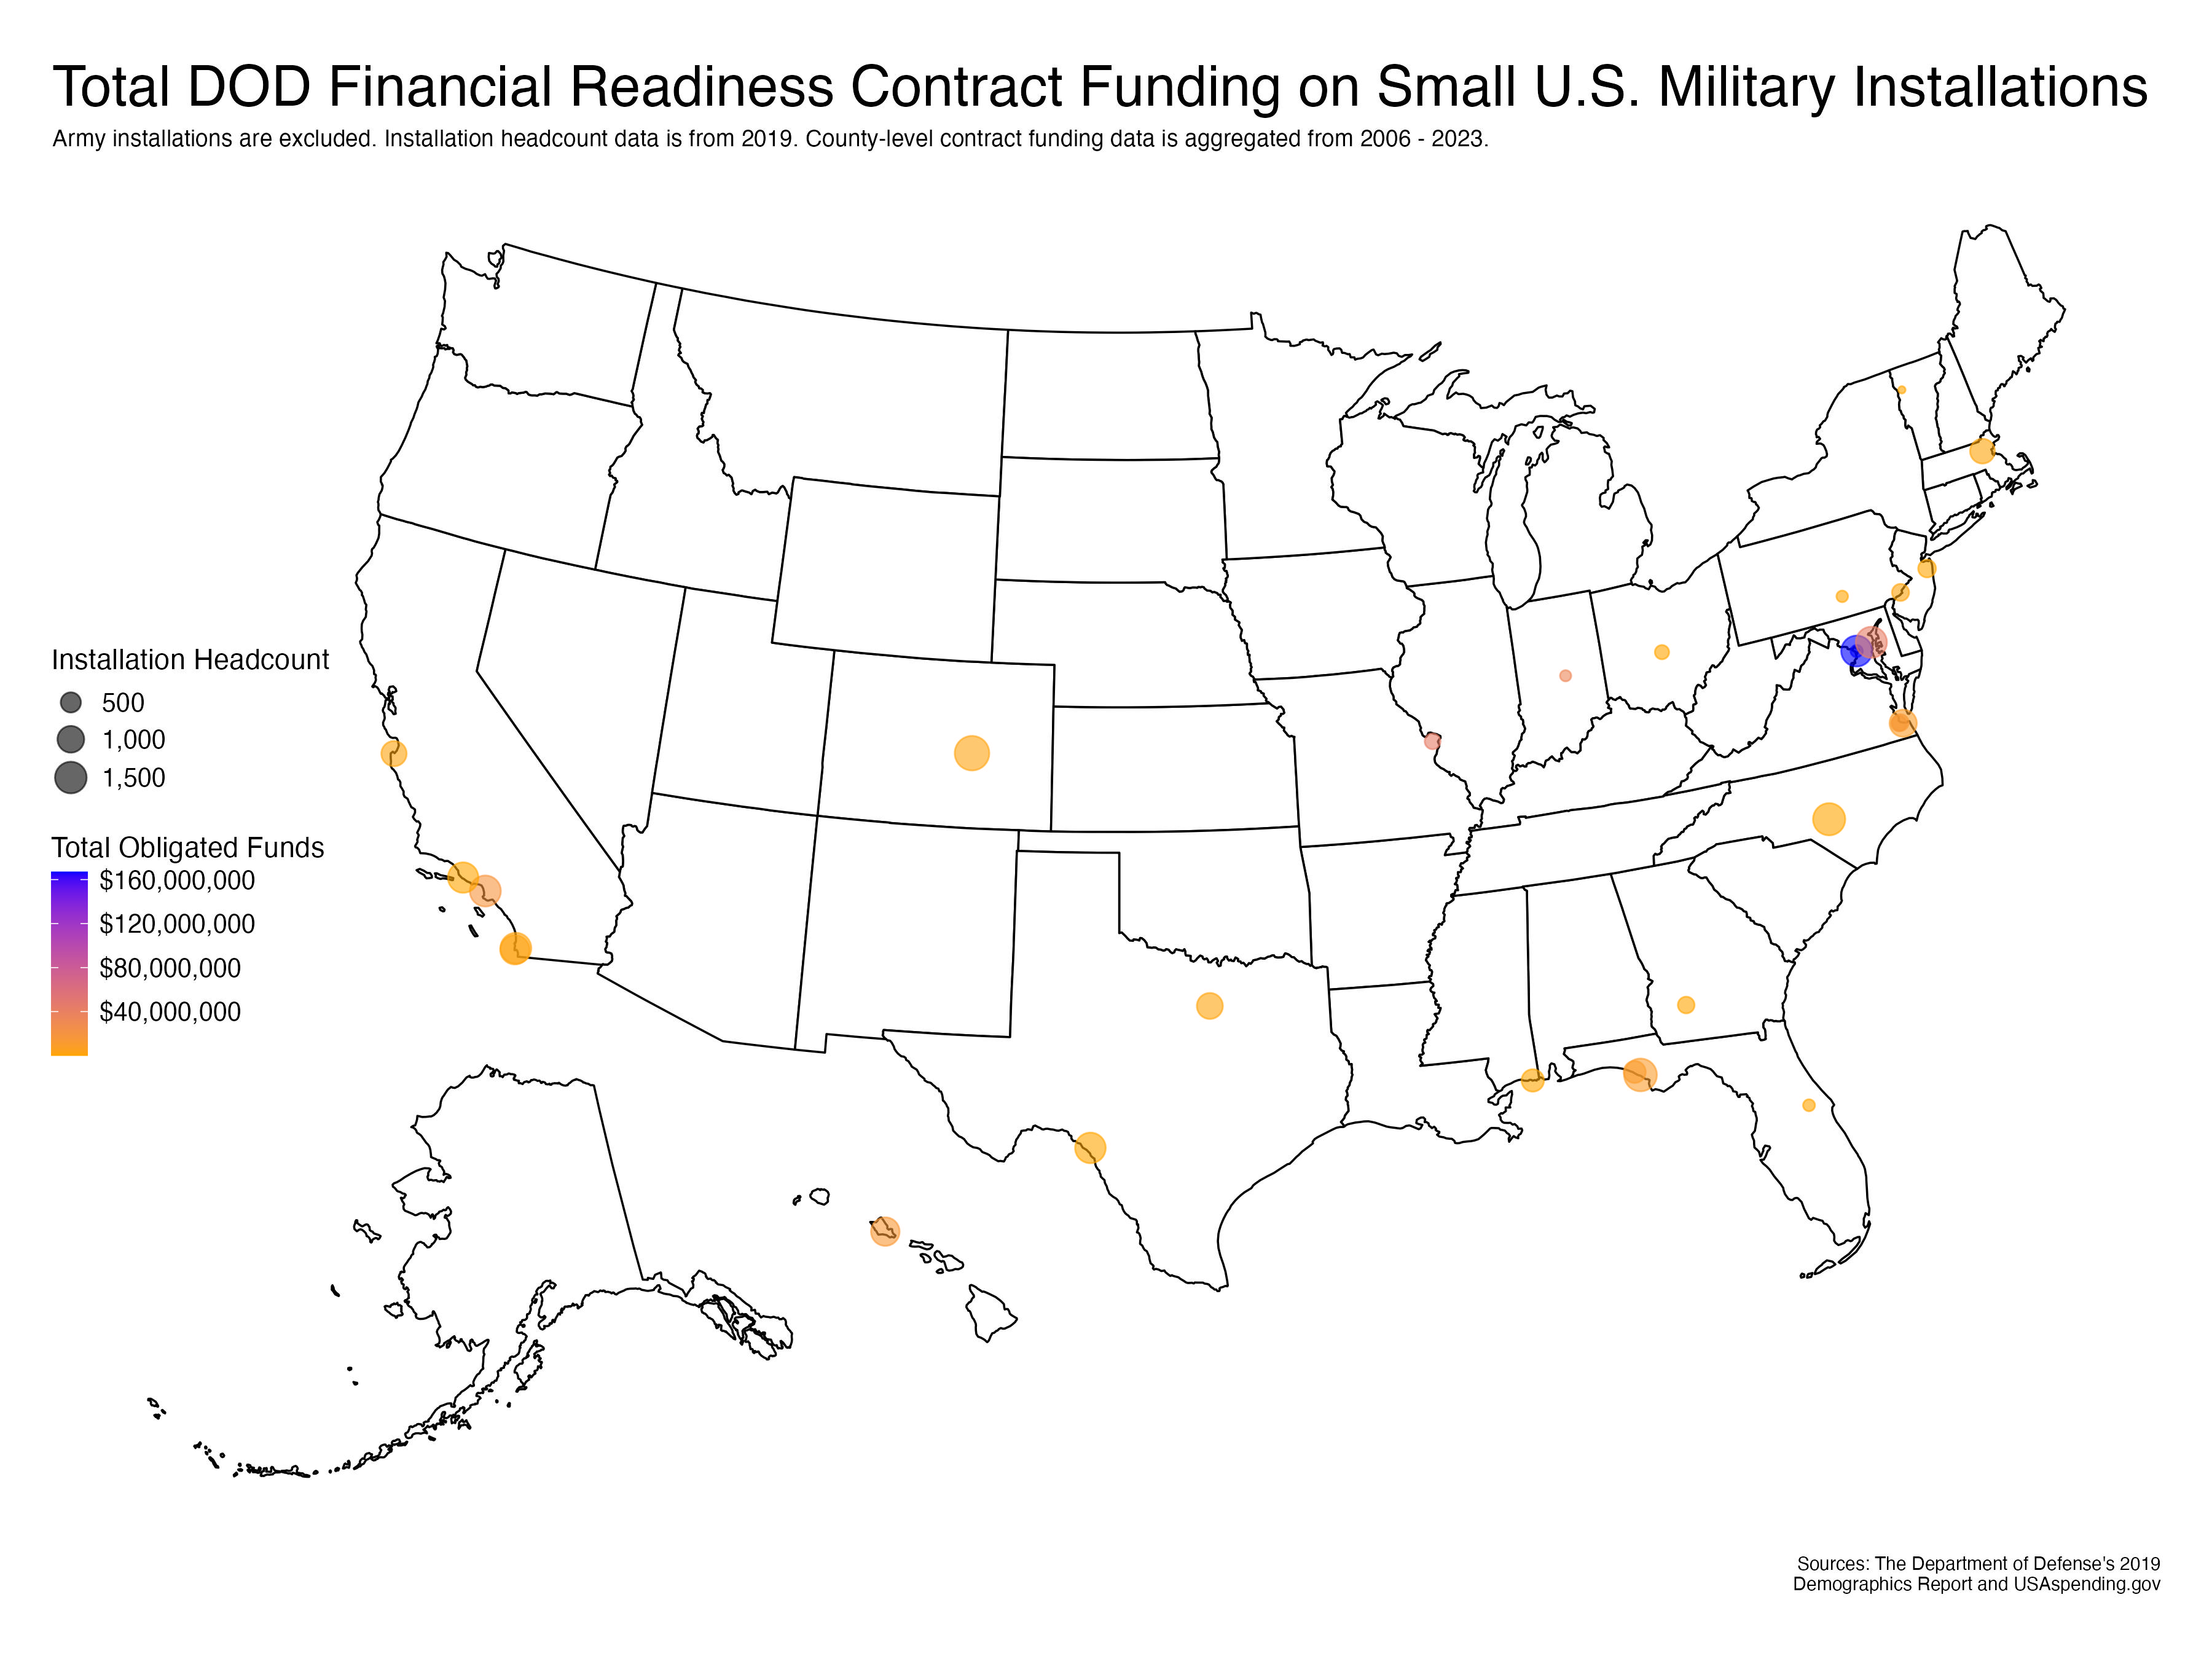 Total DOD Financial Readiness Contract Funding on Small U.S. Military Installations
Army installations are excluded. Installation headcount data is from 2019. County-level contract funding data is aggregated from 2006 - 2023.
Installation Headcount
500
1,000
1,500
Total Obligated Funds
$160,000,000
$120,000,000
$80,000,000
$40,000,000
Sources: The Department of Defense's 2019
Demographics Report and USAspending.gov